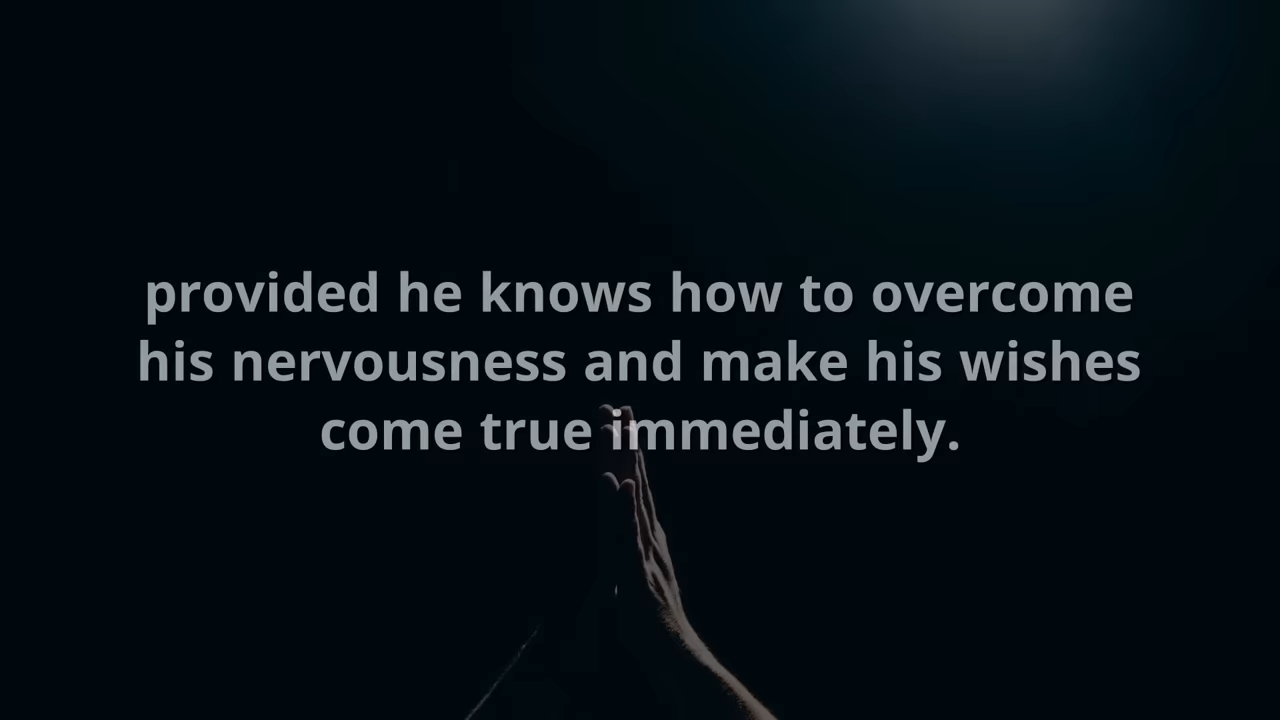 provided he knows how to overcome
his nervousness and make his wishes
come true immediately.